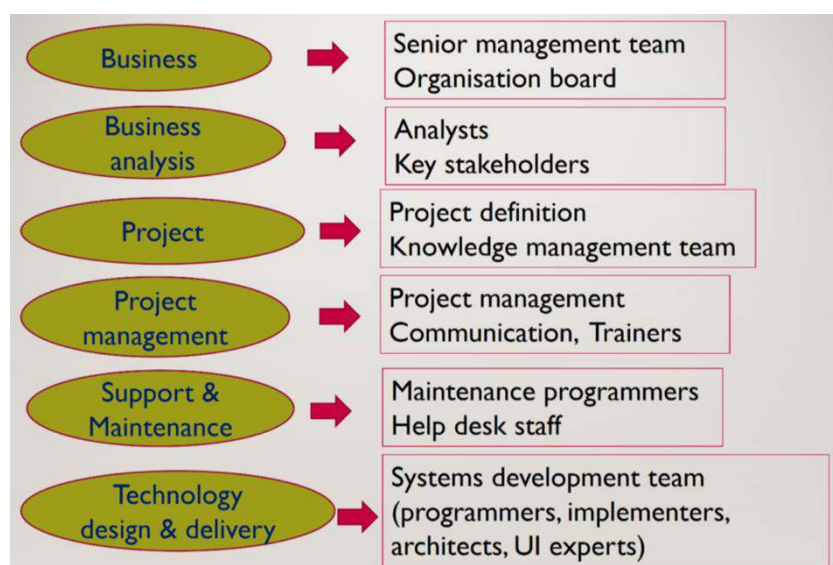 Business
Senior management team
Organisation board
Business
analysis
Analysts
Key stakeholders
Project
Project definition
Knowledge management team
Project
management
Project management
Communication, Trainers
Support &
Maintenance
Maintenance programmers
Help desk staff
Technology
design & delivery
Systems development team
(programmers, implementers,
architects, UI experts)